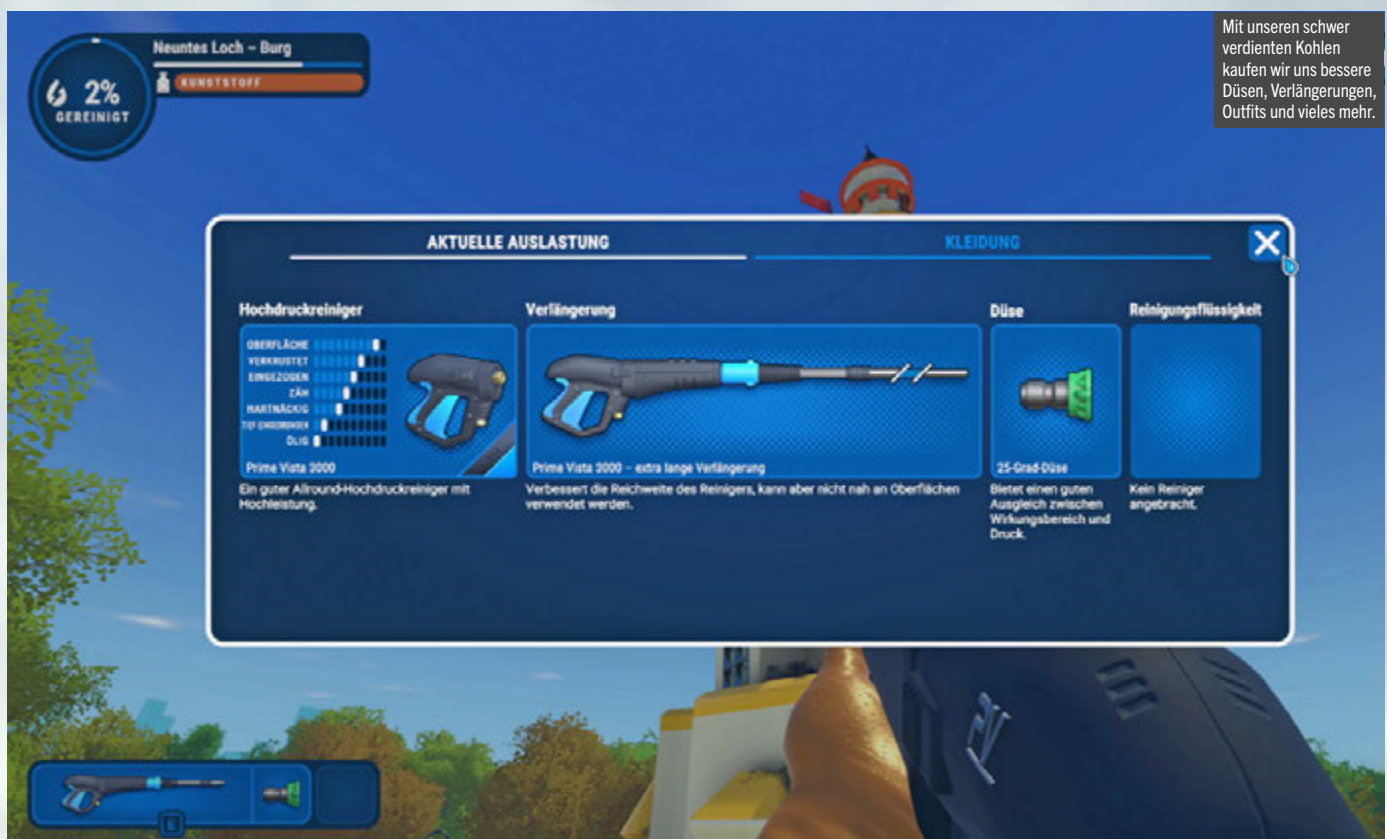 Mit unseren schwer
verdienten Kohlen
kaufen wir uns bessere
Düsen, Verlängerungen,
Outfits und vieles mehr.
Neuntes Loch – Burg
KUNSTSTOFF
2%
GEREINIGT
AKTUELLE AUSLASTUNG
KLEIDUNG
Hochdruckreiniger
OBERFLÄCHE
VERKRUSTET
EINGEZOGEN
ZÄH
HARTNÄCKIG
TIEF EINGEDRUNGEN
ÖLIG
Prime Vista 3000
Ein guter Allround-Hochdruckreiniger mit
Hochleistung.
Verlängerung
Prime Vista 3000 – extra lange Verlängerung
Verbessert die Reichweite des Reinigers, kann aber nicht nah an Oberflächen
verwendet werden.
Düse
25-Grad-Düse
Bietet einen guten
Ausgleich zwischen
Wirkungsbereich und
Druck.
Reinigungsflüssigkeit
Kein Reiniger
angebracht.